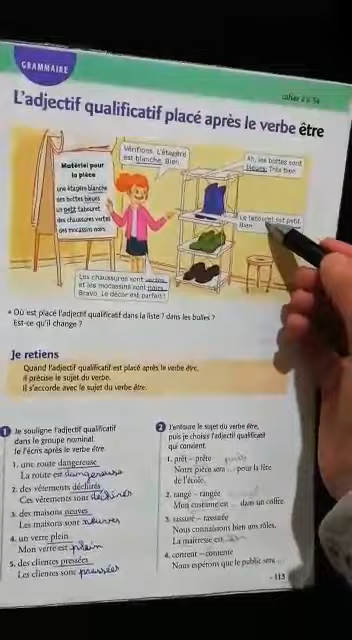 GRAMMAIRE
cahier p. 56
L'adjectif qualificatif placé après le verbe être
Matériel pour
la pièce
une étagère blanche
des bottes bleues
un petit tabouret
des chaussures vertes
des mocassins noirs
Vérifions. L'étagère
est blanche. Bien.
Ah, les bottes sont
bleues. Très bien.
Le tabouret est petit.
Bien.
Les chaussures sont vertes
et les mocassins sont noirs.
Bravo. Le décor est parfait !
• Où est placé l'adjectif qualificatif dans la liste ? dans les bulles ?
Est-ce qu'il change ?
Je retiens
Quand l'adjectif qualificatif est placé après le verbe être,
il précise le sujet du verbe.
Il s'accorde avec le sujet du verbe être.
1 Je souligne l'adjectif qualificatif
dans le groupe nominal.
Je l'écris après le verbe être.
1. une route dangereuse
La route est dangereuse
2. des vêtements déchirés
Ces vêtements sont déchirés
3. des maisons neuves
Les maisons sont neuves
4. un verre plein
Mon verre est plein
5. des clientes pressées
Les clientes sont pressées
2 J'entoure le sujet du verbe être,
puis je choisis l'adjectif qualificatif
qui convient.
1. prêt – prête
Notre pièce sera ... pour la fête
de l'école.
2. rangé – rangée
Mon costume est ... dans un coffre.
3. rassuré – rassurée
Nous connaissons bien nos rôles.
La maîtresse est
4. content – contente
Nous espérons que le public sera ...
113